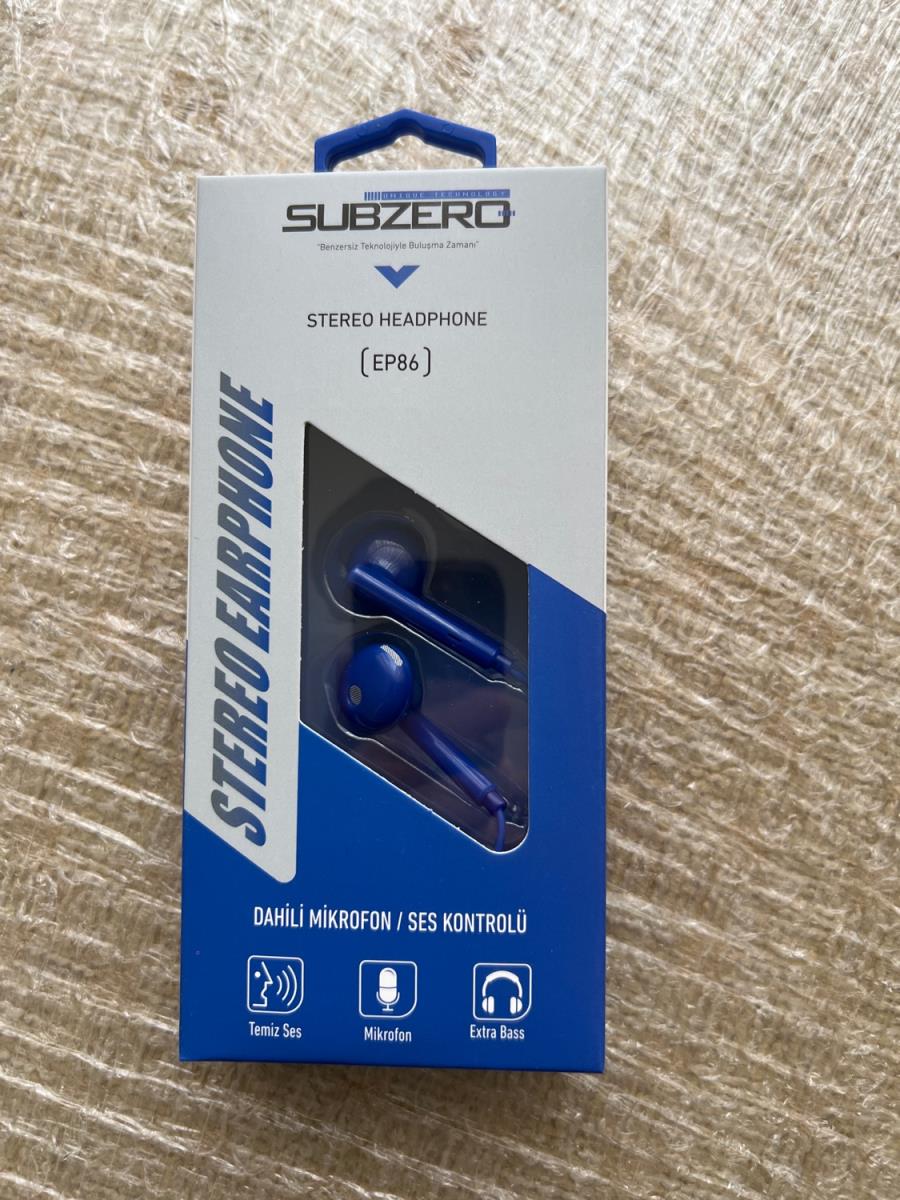 UNIQUE TECHNOLOGY
SUBZERO
"Benzersiz Teknolojiyle Buluşma Zamanı"
STEREO HEADPHONE
[EP86]
STEREO EARPHONE
DAHİLİ MİKROFON / SES KONTROLÜ
Temiz Ses
Mikrofon
Extra Bass